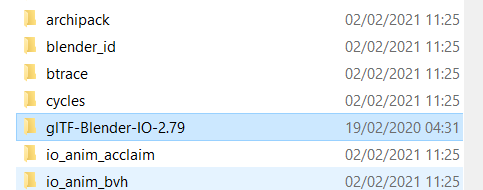 archipack 02/02/2021 11:25
blender_id 02/02/2021 11:25
btrace 02/02/2021 11:25
cycles 02/02/2021 11:25
glTF-Blender-IO-2.79 19/02/2020 04:31
io_anim_acclaim 02/02/2021 11:25
io_anim_bvh 02/02/2021 11:25